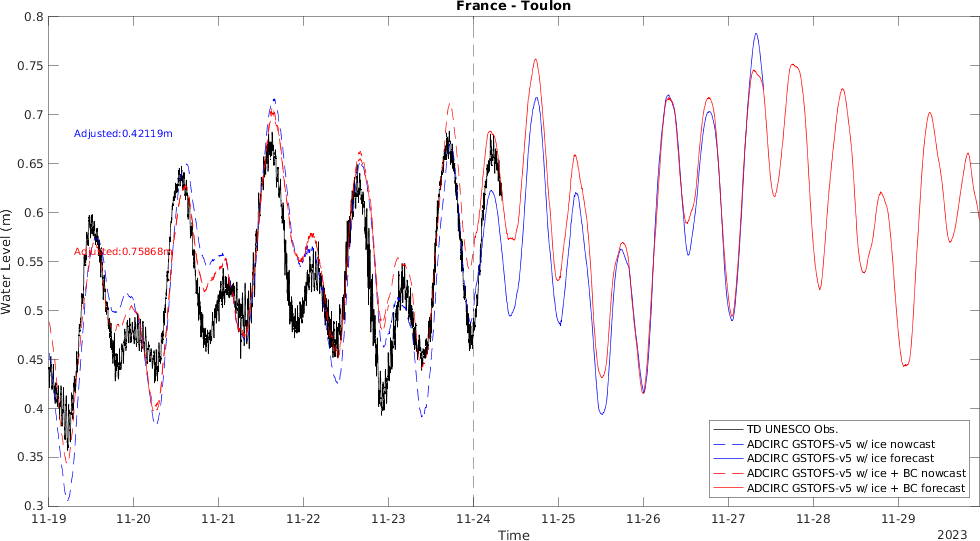 France - Toulon
0.8
0.75
0.7
0.65
0.6
0.55
0.5
0.45
0.4
0.35
0.3
Water Level (m)
Adjusted:0.42119m
Adjusted:0.75868m
TD UNESCO Obs.
ADCIRC GSTOFS-v5 w/ ice nowcast
ADCIRC GSTOFS-v5 w/ ice forecast
ADCIRC GSTOFS-v5 w/ ice + BC nowcast
ADCIRC GSTOFS-v5 w/ ice + BC forecast
11-19 11-20 11-21 11-22 11-23 11-24 11-25 11-26 11-27 11-28 11-29
Time
2023